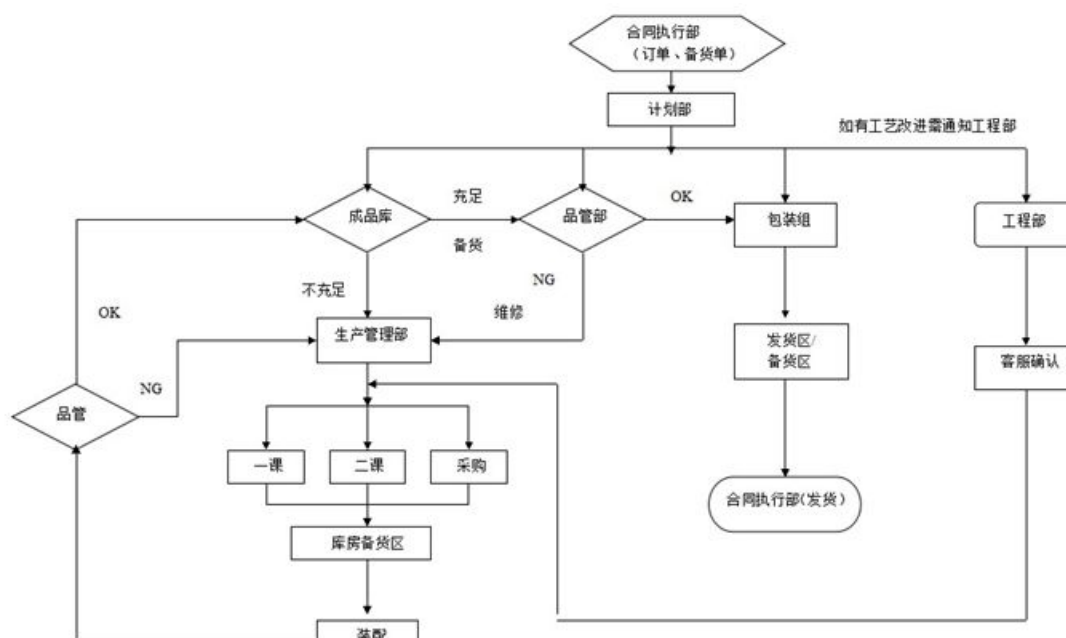 合同执行部
（订单、备货单）
计划部
如有工艺改进需通知工程部
成品库
充足
备货
品管部
OK
包装组
工程部
不充足
NG
维修
OK
生产管理部
发货区/
备货区
客服确认
NG
品管
一课
二课
采购
合同执行部(发货）
库房备货区
装配